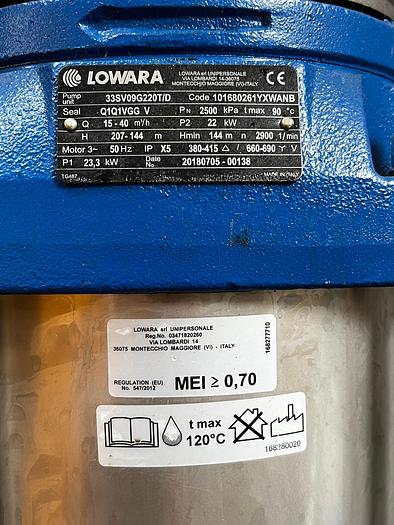 LOWARA
LOWARA srl UNIPERSONALE
VIA LOMBARDI 14-36075
MONTECCHIO MAGGIORE (VI)-ITALY
CE
Pump unit 33SV09G220T/D Code 101680261YXWANB
Seal Q1Q1VGG V PN 2500 kPa t max 90 °c
Q 15 - 40 m³/h P2 22 kW
H 207-144 m Hmin 144 m n 2900 1/min
Motor 3~ 50 Hz IP X5 380-415 △ / 660-690 Y V
P1 23,3 kW Date No 20180705 - 00138
TG467 MADE IN ITALY
LOWARA srl UNIPERSONALE
Reg.No. 03471820260
VIA LOMBARDI 14
36075 MONTECCHIO MAGGIORE (VI) - ITALY
168277710
REGULATION (EU)
No. 547/2012
MEI ≥ 0,70
t max
120°C
168280020